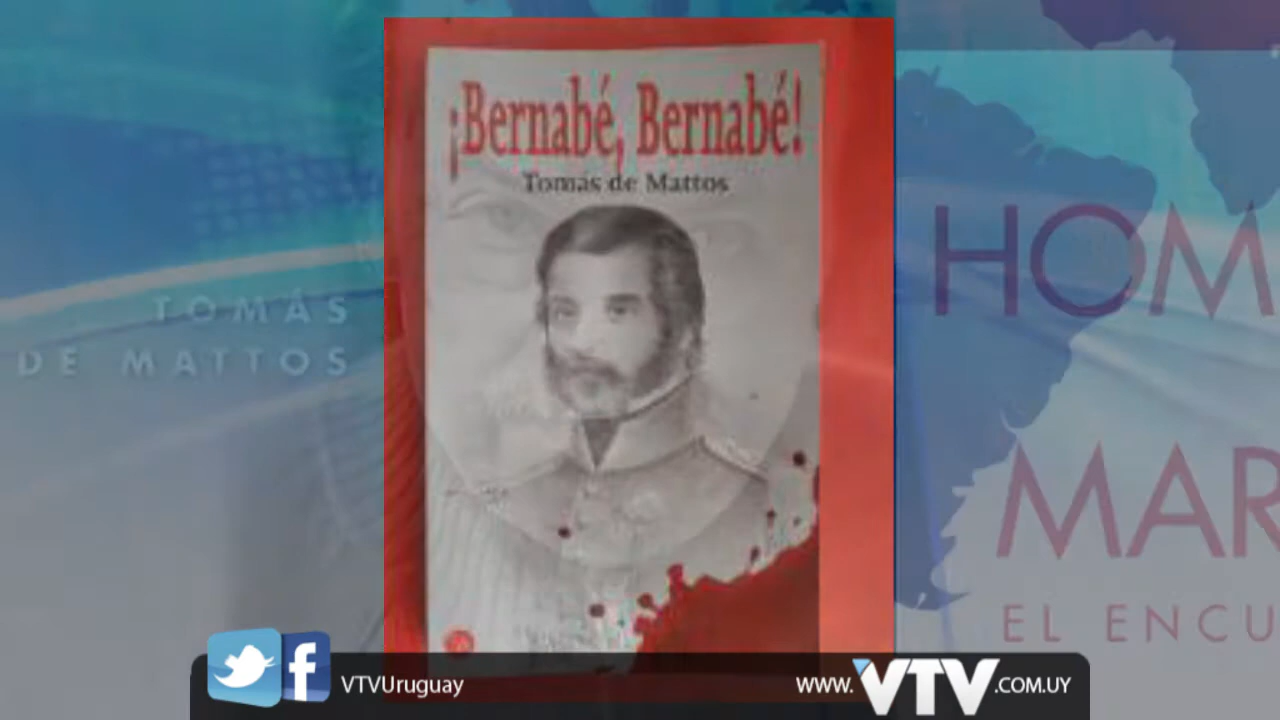 ¡Bernabé, Bernabé!
Tomás de Mattos
TOMÁS
DE MATTOS
HOM
MAR
EL ENCU
VTVUruguay
www.VTV.COM.UY